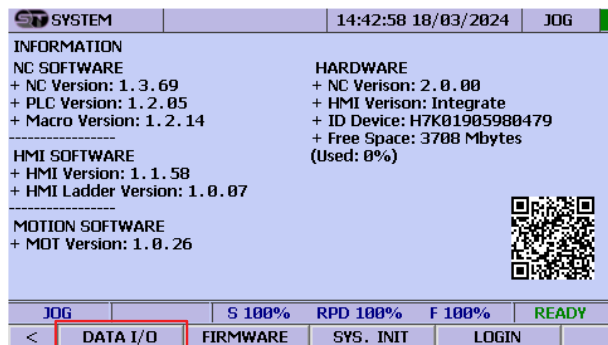 SYSTEM 14:42:58 18/03/2024 JOG
INFORMATION
NC SOFTWARE
+ NC Version: 1.3.69
+ PLC Version: 1.2.05
+ Macro Version: 1.2.14
-----------------
HMI SOFTWARE
+ HMI Version: 1.1.58
+ HMI Ladder Version: 1.0.07
-----------------
MOTION SOFTWARE
+ MOT Version: 1.0.26
HARDWARE
+ NC Verison: 2.0.00
+ HMI Verison: Integrate
+ ID Device: H7K01905980479
+ Free Space: 3708 Mbytes
(Used: 0%)
JOG S 100% RPD 100% F 100% READY
< DATA I/O FIRMWARE SYS. INIT LOGIN